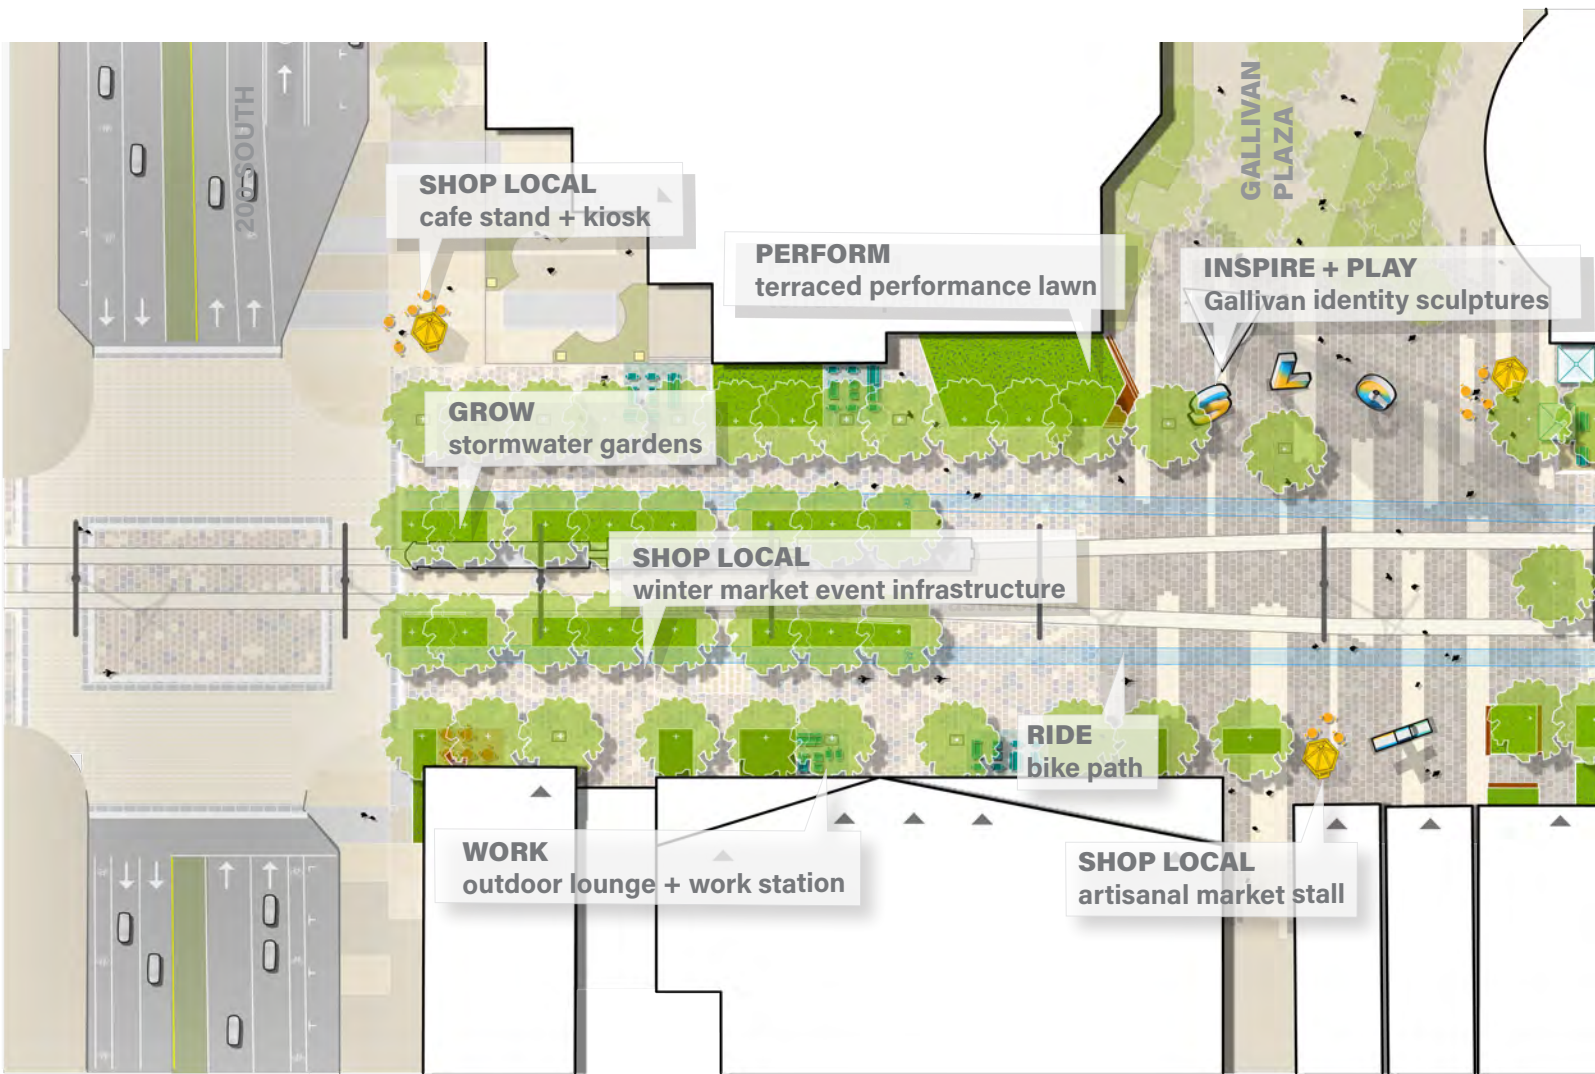 200 SOUTH
GALLIVAN
PLAZA
SHOP LOCAL
cafe stand + kiosk
PERFORM
terraced performance lawn
INSPIRE + PLAY
Gallivan identity sculptures
GROW
stormwater gardens
SHOP LOCAL
winter market event infrastructure
RIDE
bike path
WORK
outdoor lounge + work station
SHOP LOCAL
artisanal market stall